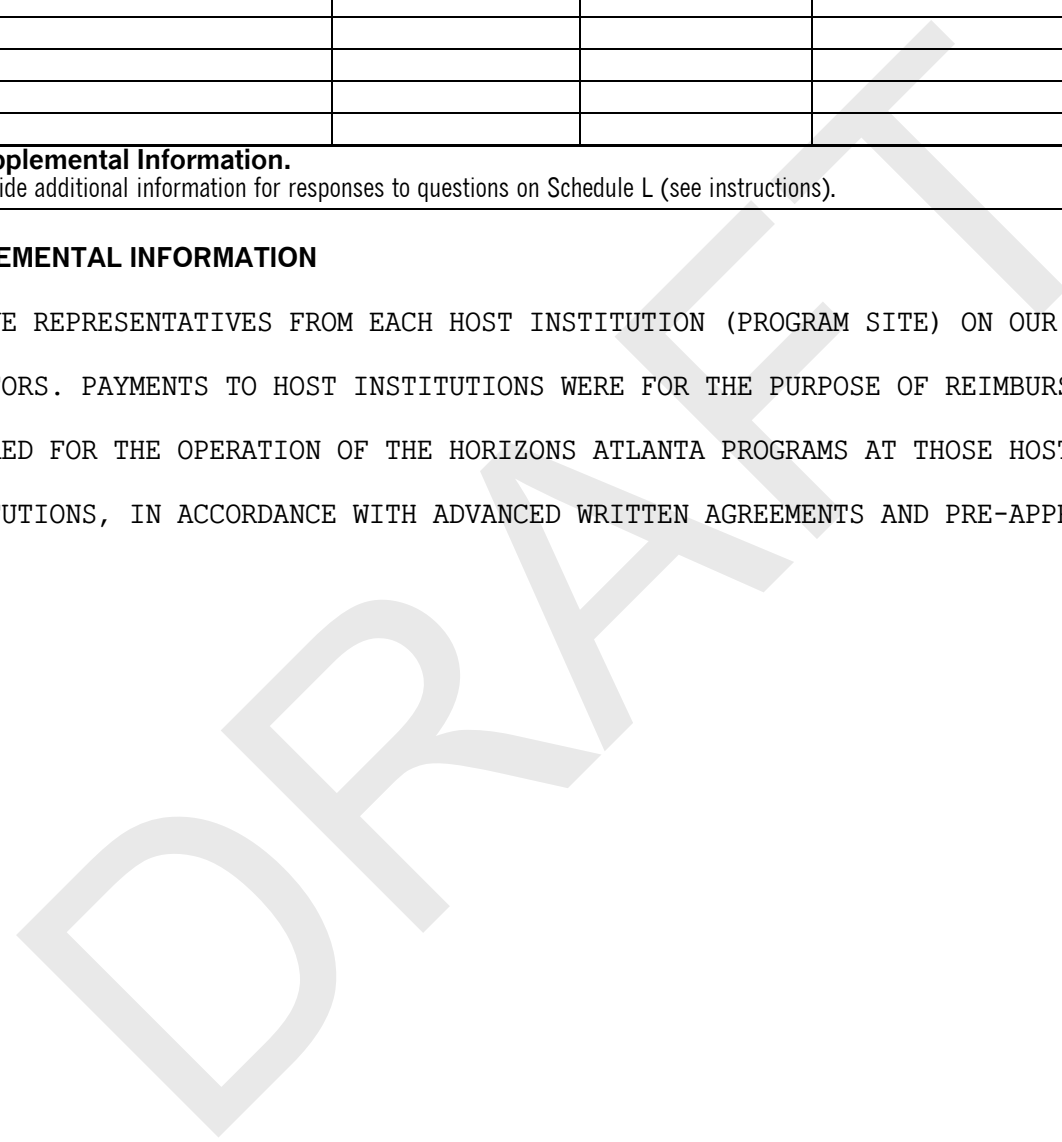 pplemental Information.
ide additional information for responses to questions on Schedule L (see instructions).
EMENTAL INFORMATION
E REPRESENTATIVES FROM EACH HOST INSTITUTION (PROGRAM SITE) ON OUR
ORS. PAYMENTS TO HOST INSTITUTIONS WERE FOR THE PURPOSE OF REIMBURS
ED FOR THE OPERATION OF THE HORIZONS ATLANTA PROGRAMS AT THOSE HOST
UTIONS, IN ACCORDANCE WITH ADVANCED WRITTEN AGREEMENTS AND PRE-APP
DRAFT